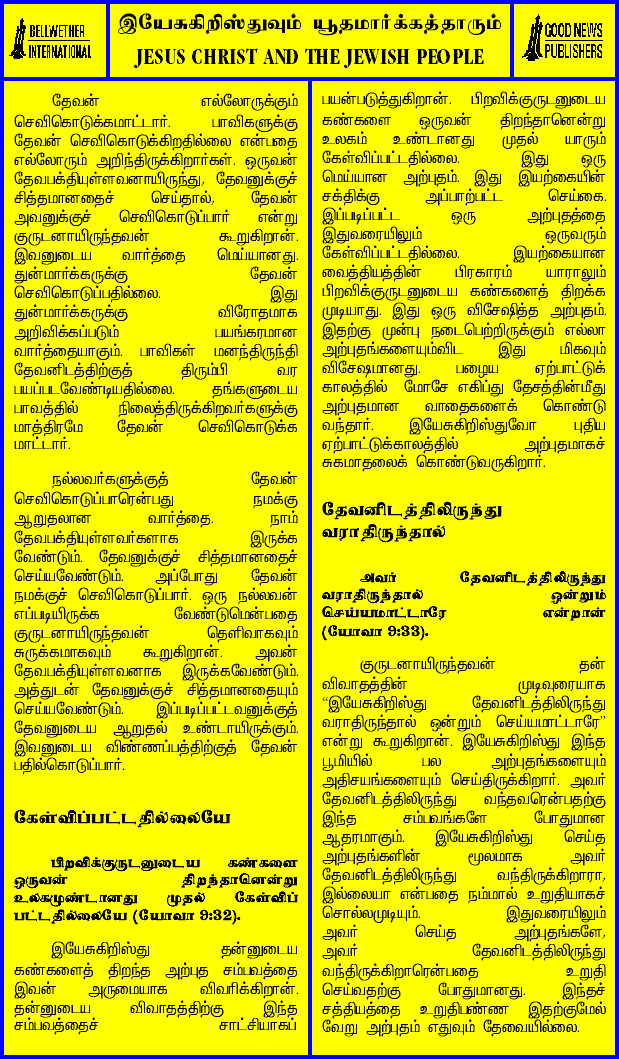 BELLWETHER
INTERNATIONAL
இயேசுகிறிஸ்துவும் யூதமார்க்கத்தாரும்
JESUS CHRIST AND THE JEWISH PEOPLE
GOOD NEWS
PUBLISHERS
தேவன் எல்லோருக்கும்
செவிகொடுக்கமாட்டார். பாவிகளுக்கு
தேவன் செவிகொடுக்கிறதில்லை என்பதை
எல்லோரும் அறிந்திருக்கிறார்கள். ஒருவன்
தேவபக்தியுள்ளவனாயிருந்து, தேவனுக்குச்
சித்தமானதைச் செய்தால், தேவன்
அவனுக்குச் செவிகொடுப்பார் என்று
குருடனாயிருந்தவன் கூறுகிறான்.
இவனுடைய வார்த்தை மெய்யானது.
துன்மார்க்கருக்கு தேவன்
செவிகொடுப்பதில்லை. இது
துன்மார்க்கருக்கு விரோதமாக
அறிவிக்கப்படும் பயங்கரமான
வார்த்தையாகும். பாவிகள் மனந்திருந்தி
தேவனிடத்திற்குத் திரும்பி வர
பயப்படவேண்டியதில்லை. தங்களுடைய
பாவத்தில் நிலைத்திருக்கிறவர்களுக்கு
மாத்திரமே தேவன் செவிகொடுக்க
மாட்டார்.
நல்லவர்களுக்குத் தேவன்
செவிகொடுப்பாரென்பது நமக்கு
ஆறுதலான வார்த்தை. நாம்
தேவபக்தியுள்ளவர்களாக இருக்க
வேண்டும். தேவனுக்குச் சித்தமானதைச்
செய்யவேண்டும். அப்போது தேவன்
நமக்குச் செவிகொடுப்பார். ஒரு நல்லவன்
எப்படியிருக்க வேண்டுமென்பதை
குருடனாயிருந்தவன் தெளிவாகவும்
சுருக்கமாகவும் கூறுகிறான். அவன்
தேவபக்தியுள்ளவனாக இருக்கவேண்டும்.
அத்துடன் தேவனுக்குச் சித்தமானதையும்
செய்யவேண்டும். இப்படிப்பட்டவனுக்குத்
தேவனுடைய ஆறுதல் உண்டாயிருக்கும்.
இவனுடைய விண்ணப்பத்திற்குத் தேவன்
பதில்கொடுப்பார்.
கேள்விப்பட்டதில்லையே
பிறவிக்குருடனுடைய கண்களை
ஒருவன் திறந்தானென்று
உலகமுண்டானது முதல் கேள்விப்
பட்டதில்லையே (யோவா 9:32).
இயேசுகிறிஸ்து தன்னுடைய
கண்களைத் திறந்த அற்புத சம்பவத்தை
இவன் அருமையாக விவரிக்கிறான்.
தன்னுடைய விவாதத்திற்கு இந்த
சம்பவத்தைச் சாட்சியாகப்
பயன்படுத்துகிறான். பிறவிக்குருடனுடைய
கண்களை ஒருவன் திறந்தானென்று
உலகம் உண்டானது முதல் யாரும்
கேள்விப்பட்டதில்லை. இது ஒரு
மெய்யான அற்புதம். இது இயற்கையின்
சக்திக்கு அப்பாற்பட்ட செய்கை.
இப்படிப்பட்ட ஒரு அற்புதத்தை
இதுவரையிலும் ஒருவரும்
கேள்விப்பட்டதில்லை. இயற்கையான
வைத்தியத்தின் பிரகாரம் யாராலும்
பிறவிக்குருடனுடைய கண்களைத் திறக்க
முடியாது. இது ஒரு விசேஷித்த அற்புதம்.
இதற்கு முன்பு நடைபெற்றிருக்கும் எல்லா
அற்புதங்களையும்விட இது மிகவும்
விசேஷமானது. பழைய ஏற்பாட்டுக்
காலத்தில் மோசே எகிப்து தேசத்தின்மீது
அற்புதமான வாதைகளைக் கொண்டு
வந்தார். இயேசுகிறிஸ்துவோ புதிய
ஏற்பாட்டுக்காலத்தில் அற்புதமாகச்
சுகமாதலைக் கொண்டுவருகிறார்.
தேவனிடத்திலிருந்து
வராதிருந்தால்
அவர் தேவனிடத்திலிருந்து
வராதிருந்தால் ஒன்றும்
செய்யமாட்டாரே என்றான்
(யோவா 9:33).
குருடனாயிருந்தவன் தன்
விவாதத்தின் முடிவுரையாக
“இயேசுகிறிஸ்து தேவனிடத்திலிருந்து
வராதிருந்தால் ஒன்றும் செய்யமாட்டாரே”
என்று கூறுகிறான். இயேசுகிறிஸ்து இந்த
பூமியில் பல அற்புதங்களையும்
அதிசயங்களையும் செய்திருக்கிறார். அவர்
தேவனிடத்திலிருந்து வந்தவரென்பதற்கு
இந்த சம்பவங்களே போதுமான
ஆதரமாகும். இயேசுகிறிஸ்து செய்த
அற்புதங்களின் மூலமாக அவர்
தேவனிடத்திலிருந்து வந்திருக்கிறாரா,
இல்லையா என்பதை நம்மால் உறுதியாகச்
சொல்லமுடியும். இதுவரையிலும்
அவர் செய்த அற்புதங்களே,
அவர் தேவனிடத்திலிருந்து
வந்திருக்கிறாரென்பதை உறுதி
செய்வதற்கு போதுமானது. இந்தச்
சத்தியத்தை உறுதிபண்ண இதற்குமேல்
வேறு அற்புதம் எதுவும் தேவையில்லை.